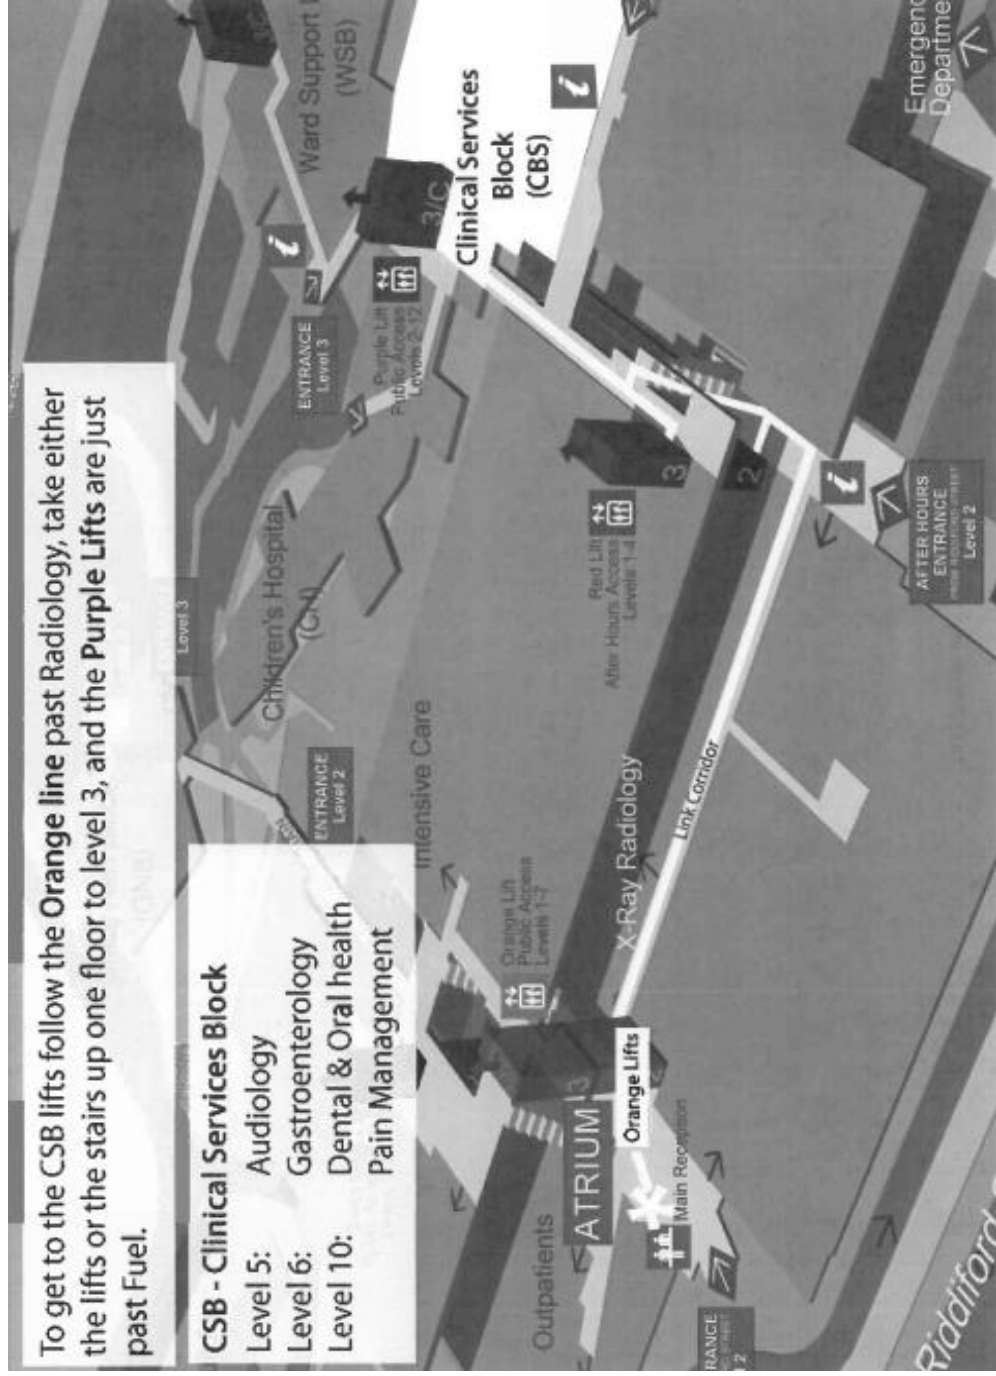 To get to the CSB lifts follow the Orange line past Radiology, take either
the lifts or the stairs up one floor to level 3, and the Purple Lifts are just
past Fuel.
CSB - Clinical Services Block
Level 5: Audiology
Level 6: Gastroenterology
Level 10: Dental & Oral health
Pain Management
Ward Support
(WSB)
3/C
Clinical Services
Block
(CBS)
i
i
ENTRANCE
Level 3
Purple Lift
Public Access
Levels 2-12
Level 3
Children's Hospital
(CH)
ENTRANCE
Level 2
Intensive Care
Orange Lift
Public Access
Levels 1-7
Red Lift
After Hours Access
Levels 1-4
3
2
X-Ray Radiology
Link Corridor
i
AFTER HOURS
ENTRANCE
Level 2
Emergenc
Departme
3
ATRIUM
Orange Lifts
Main Reception
Outpatients
RANCE
2
Riddiford